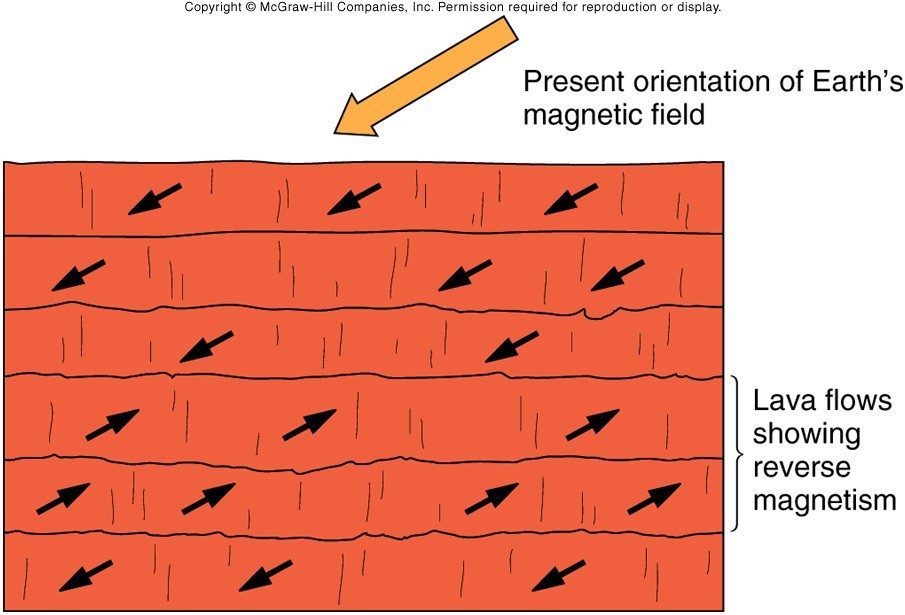 Copyright © McGraw-Hill Companies, Inc. Permission required for reproduction or display.
Present orientation of Earth’s
magnetic field
Lava flows
showing
reverse
magnetism